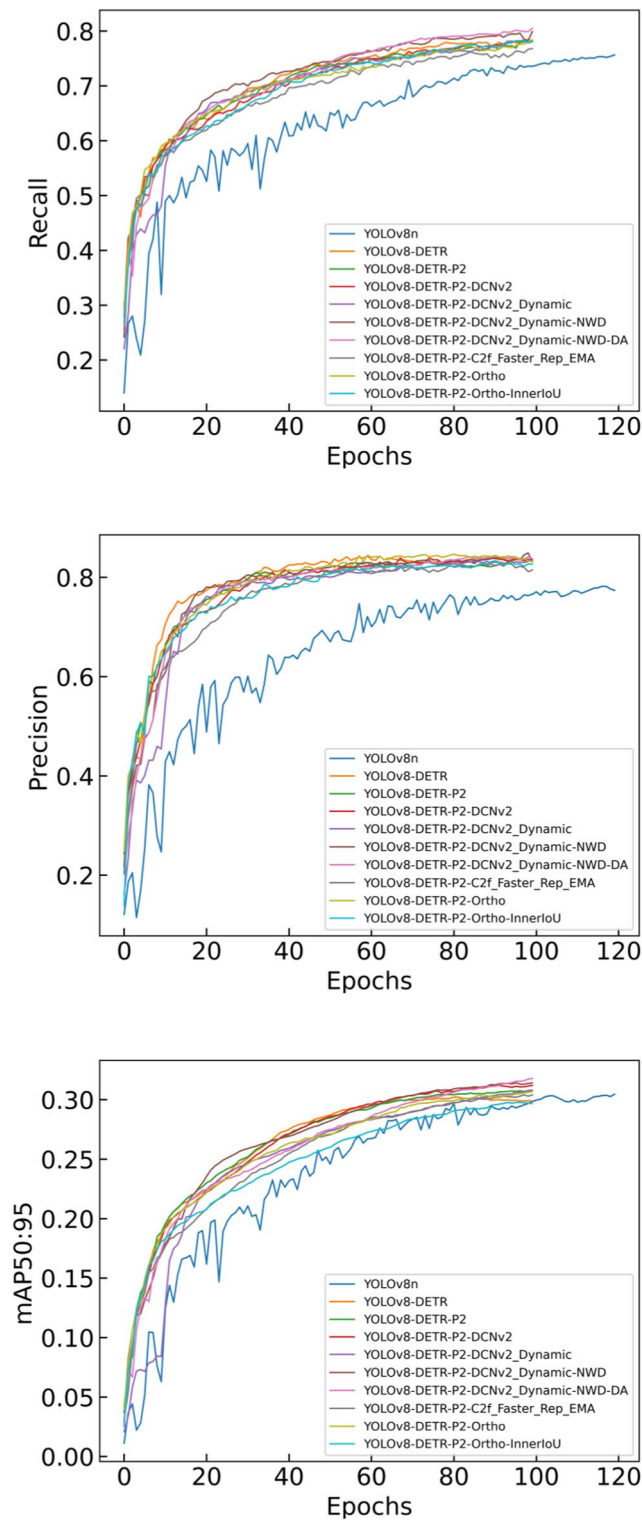 0.8
0.7
0.6
0.5
0.4
0.3
0.2
Recall
YOLOv8n
YOLOv8-DETR
YOLOv8-DETR-P2
YOLOv8-DETR-P2-DCNv2
YOLOv8-DETR-P2-DCNv2_Dynamic
YOLOv8-DETR-P2-DCNv2_Dynamic-NWD
YOLOv8-DETR-P2-DCNv2_Dynamic-NWD-DA
YOLOv8-DETR-P2-C2f_Faster_Rep_EMA
YOLOv8-DETR-P2-Ortho
YOLOv8-DETR-P2-Ortho-InnerIoU
0 20 40 60 80 100 120
Epochs
0.8
0.6
0.4
0.2
Precision
YOLOv8n
YOLOv8-DETR
YOLOv8-DETR-P2
YOLOv8-DETR-P2-DCNv2
YOLOv8-DETR-P2-DCNv2_Dynamic
YOLOv8-DETR-P2-DCNv2_Dynamic-NWD
YOLOv8-DETR-P2-DCNv2_Dynamic-NWD-DA
YOLOv8-DETR-P2-C2f_Faster_Rep_EMA
YOLOv8-DETR-P2-Ortho
YOLOv8-DETR-P2-Ortho-InnerIoU
0 20 40 60 80 100 120
Epochs
0.30
0.25
0.20
0.15
0.10
0.05
0.00
mAP50:95
YOLOv8n
YOLOv8-DETR
YOLOv8-DETR-P2
YOLOv8-DETR-P2-DCNv2
YOLOv8-DETR-P2-DCNv2_Dynamic
YOLOv8-DETR-P2-DCNv2_Dynamic-NWD
YOLOv8-DETR-P2-DCNv2_Dynamic-NWD-DA
YOLOv8-DETR-P2-C2f_Faster_Rep_EMA
YOLOv8-DETR-P2-Ortho
YOLOv8-DETR-P2-Ortho-InnerIoU
0 20 40 60 80 100 120
Epochs